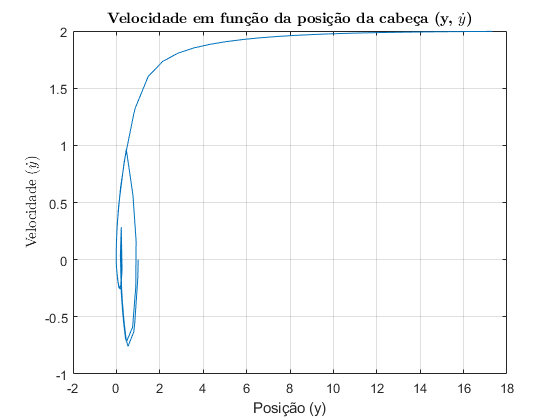 Velocidade em função da posição da cabeça (y, ẏ)
2
1.5
1
0.5
0
-0.5
-1
Velocidade (ẏ)
-2 0 2 4 6 8 10 12 14 16 18
Posição (y)